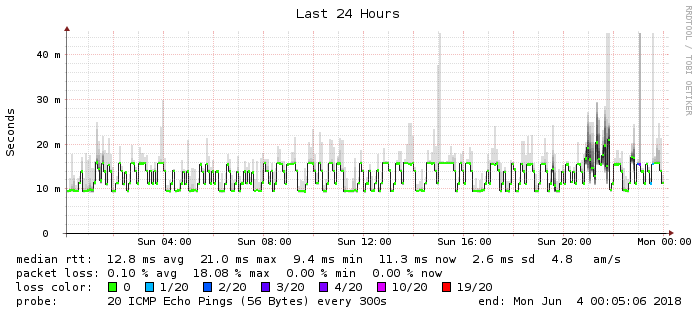 Last 24 Hours
RRDTOOL / TOBI OETIKER
Seconds
40 m
30 m
20 m
10 m
0
Sun 04:00 Sun 08:00 Sun 12:00 Sun 16:00 Sun 20:00 Mon 00:00
median rtt: 12.8 ms avg 21.0 ms max 9.4 ms min 11.3 ms now 2.6 ms sd 4.8 am/s
packet loss: 0.10 % avg 18.08 % max 0.00 % min 0.00 % now
loss color: 0 1/20 2/20 3/20 4/20 10/20 19/20
probe: 20 ICMP Echo Pings (56 Bytes) every 300s end: Mon Jun 4 00:05:06 2018